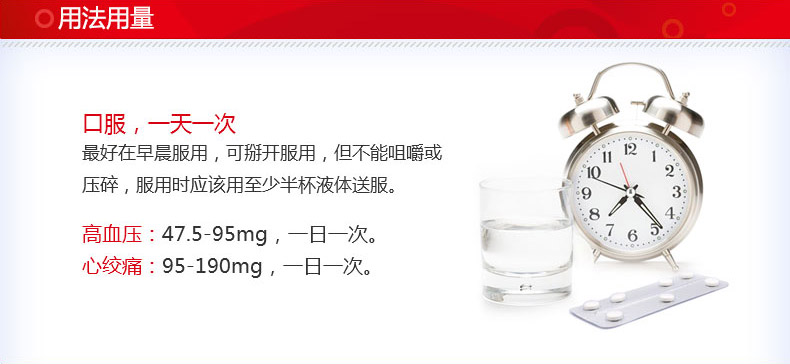 用法用量
口服，一天一次
最好在早晨服用，可掰开服用，但不能咀嚼或
压碎，服用时应该用至少半杯液体送服。
高血压：47.5-95mg，一日一次。
心绞痛：95-190mg，一日一次。
11 12 1
10 2
9 3
8 4
7 6 5